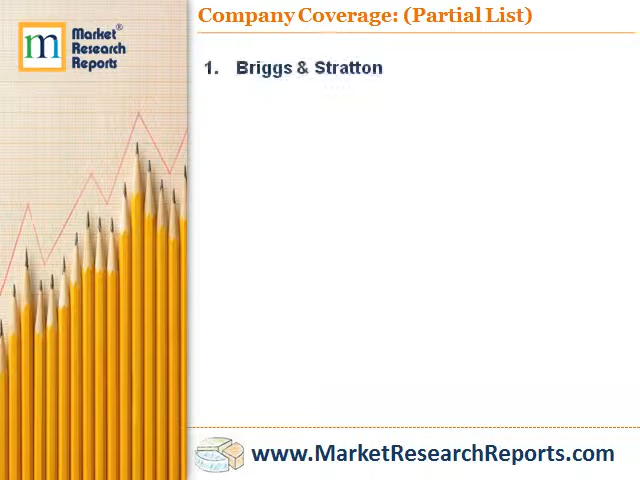 Company Coverage: (Partial List)
m
Market®
Research
Reports
1. Briggs & Stratton
www.MarketResearchReports.com